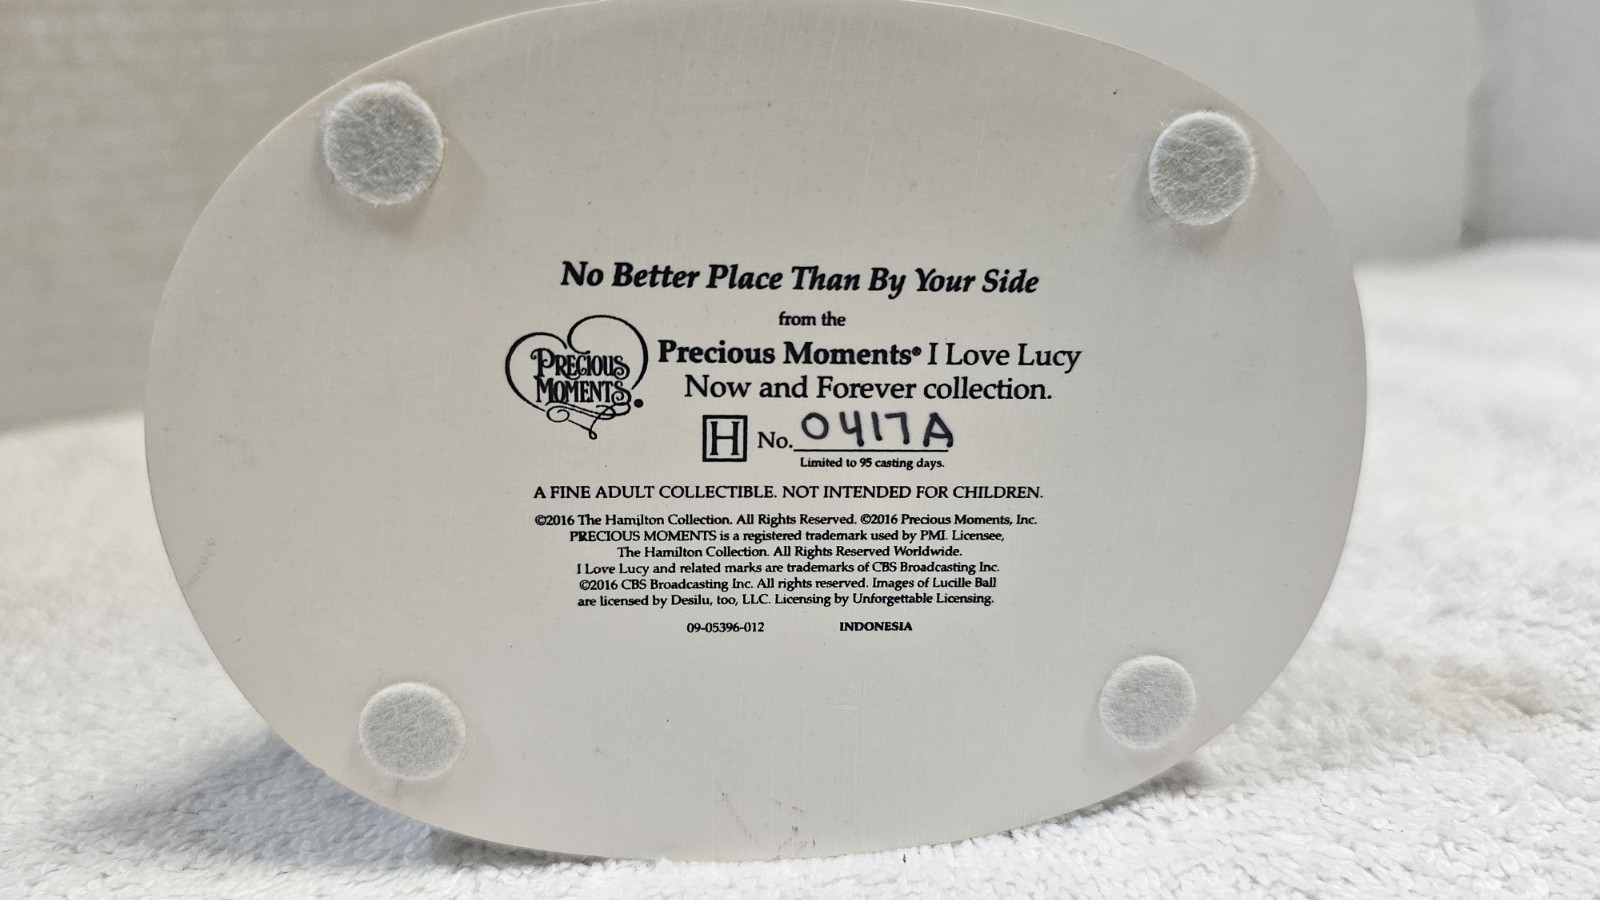 No Better Place Than By Your Side
from the
PRECIOUS
MOMENTS®
Precious Moments® I Love Lucy
Now and Forever collection.
H No. 0417A
Limited to 95 casting days.
A FINE ADULT COLLECTIBLE. NOT INTENDED FOR CHILDREN.
©2016 The Hamilton Collection. All Rights Reserved. ©2016 Precious Moments, Inc.
PRECIOUS MOMENTS is a registered trademark used by PMI. Licensee,
The Hamilton Collection. All Rights Reserved Worldwide.
I Love Lucy and related marks are trademarks of CBS Broadcasting Inc.
©2016 CBS Broadcasting Inc. All rights reserved. Images of Lucille Ball
are licensed by Desilu, too, LLC. Licensing by Unforgettable Licensing.
09-05396-012 INDONESIA